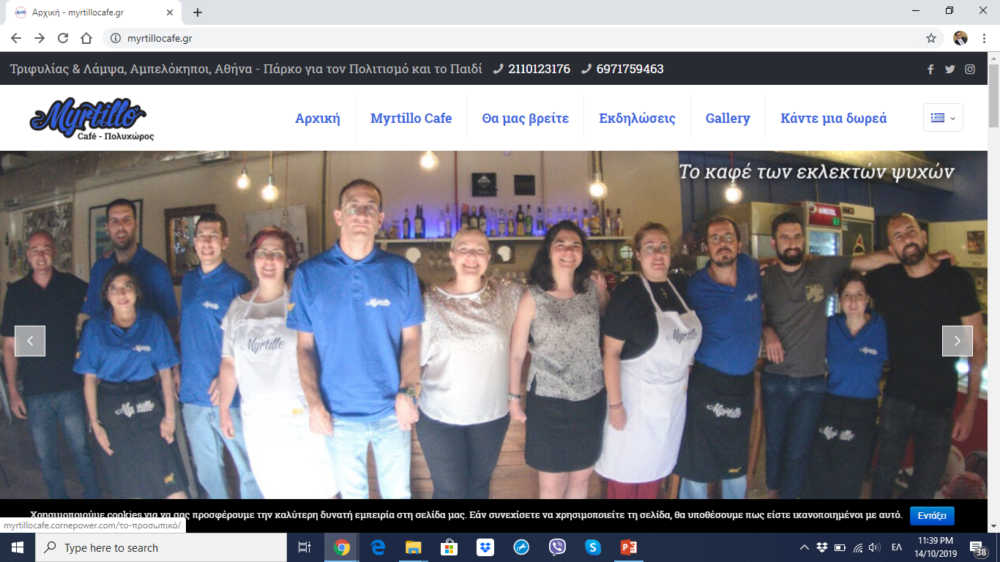 Αρχική - myrtillocafe.gr
myrtillocafe.gr
Τριφυλίας & Λάμψα, Αμπελόκηποι, Αθήνα - Πάρκο για τον Πολιτισμό και το Παιδί 2110123176 6971759463
Myrtillo
Café - Πολυχώρος
Αρχική Myrtillo Cafe Θα μας βρείτε Εκδηλώσεις Gallery Κάντε μια δωρεά
Το καφέ των εκλεκτών ψυχών
AMSTEL
Myrtillo
Myrtillo
Myrtillo
Myrtillo
Myrtillo
Myrtillo
Χρησιμοποιούμε cookies για να σας προσφέρουμε την καλύτερη δυνατή εμπειρία στη σελίδα μας. Εάν συνεχίσετε να χρησιμοποιείτε τη σελίδα, θα υποθέσουμε πως είστε ικανοποιημένοι με αυτό. Εντάξει
myrtillocafe.cornepower.com/το-προσωπικό/
Type here to search
ΕΛ
11:39 PM
14/10/2019
38